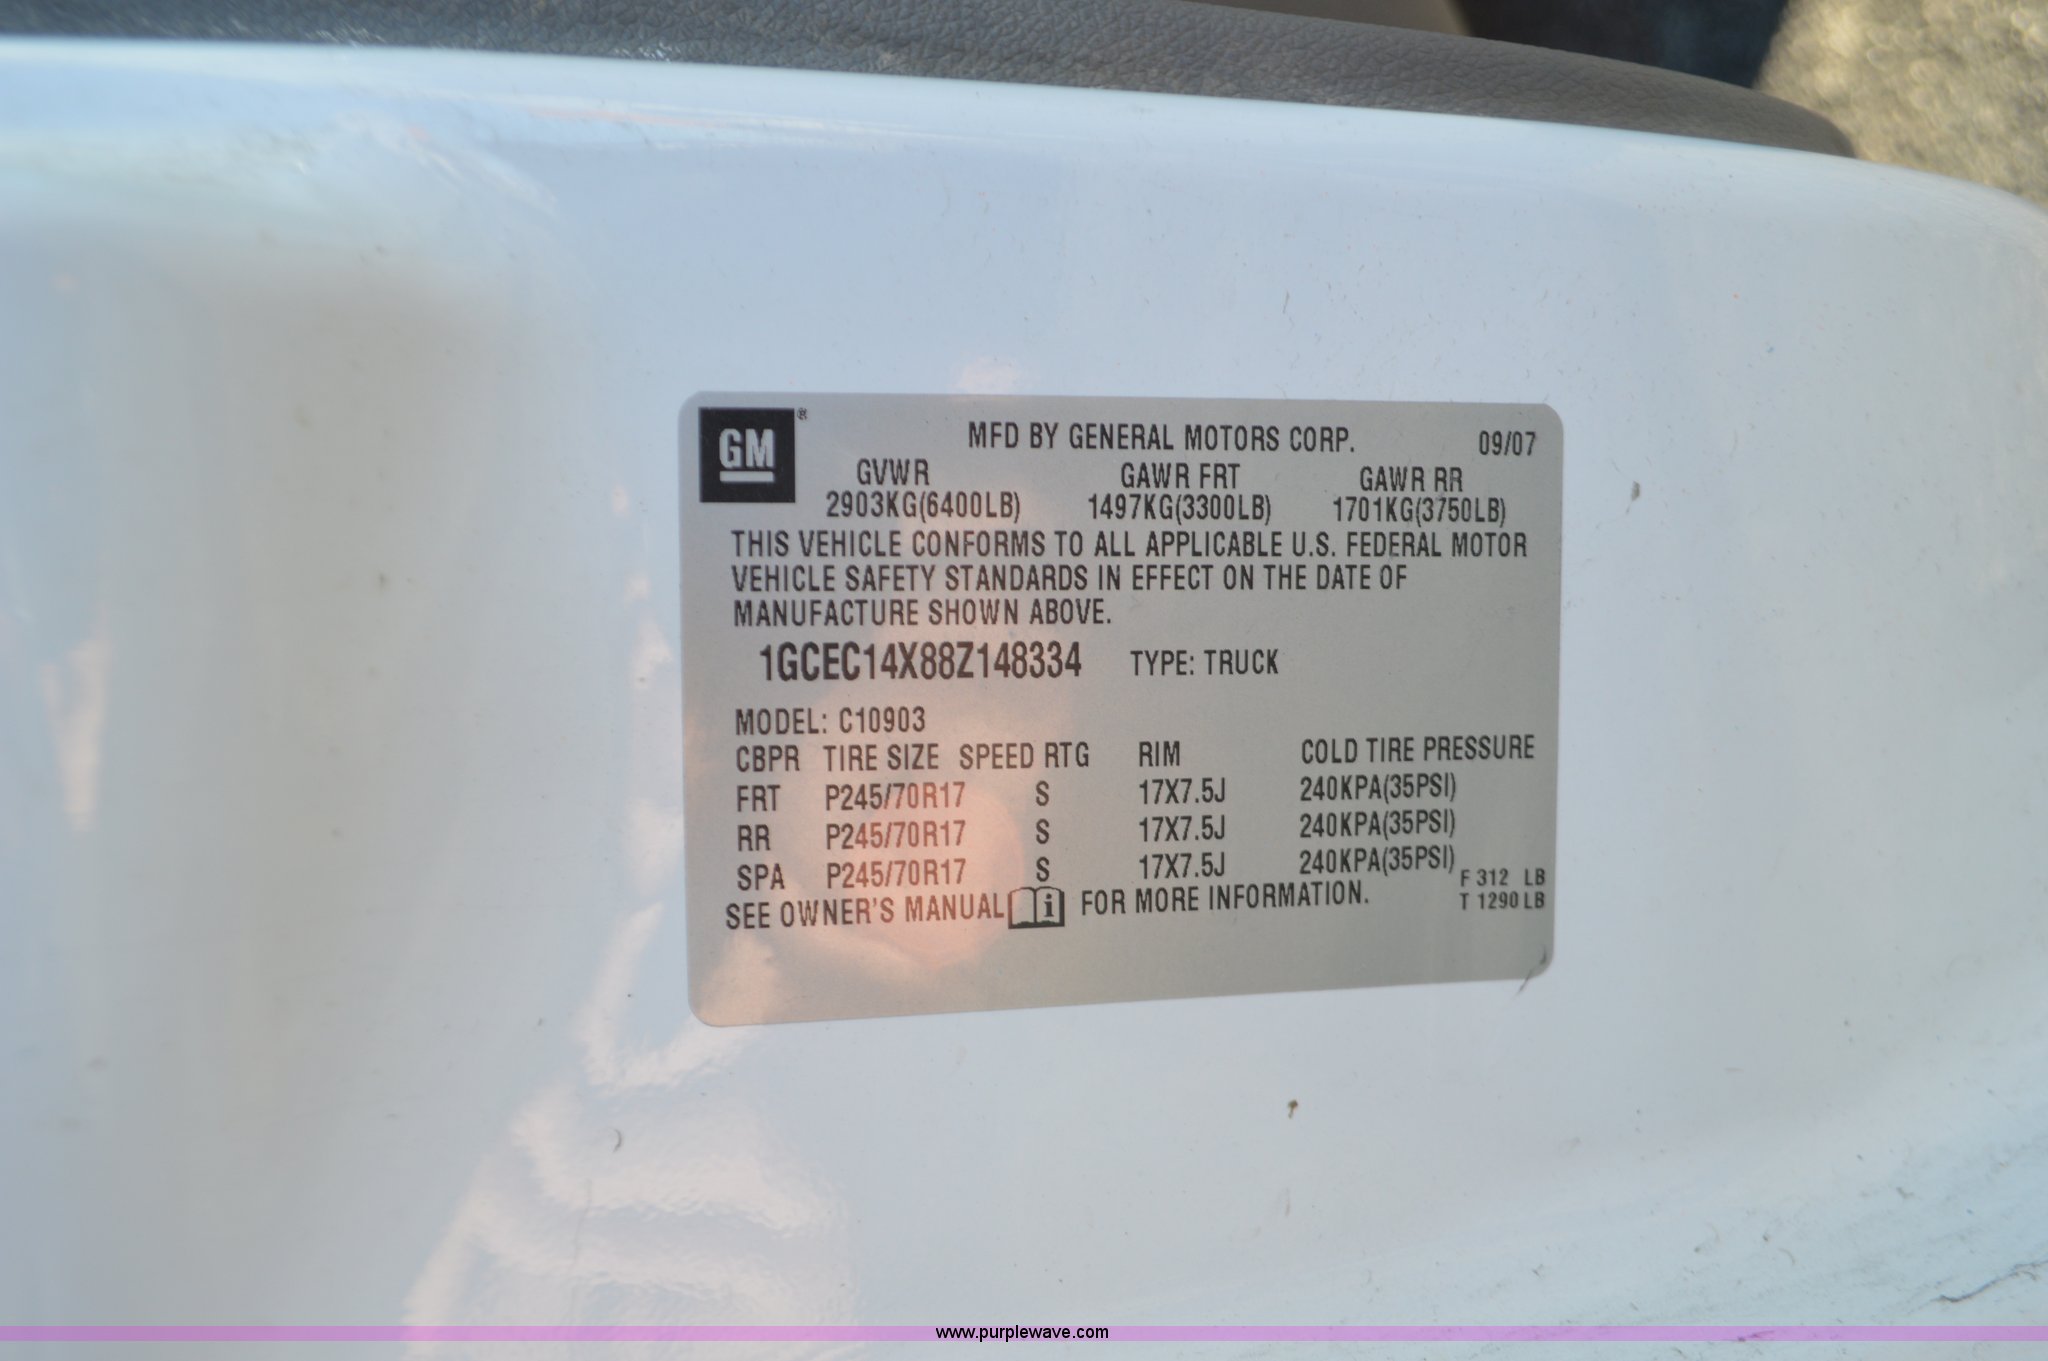 GM®
MFD BY GENERAL MOTORS CORP. 09/07
GVWR GAWR FRT GAWR RR
2903KG(6400LB) 1497KG(3300LB) 1701KG(3750LB)
THIS VEHICLE CONFORMS TO ALL APPLICABLE U.S. FEDERAL MOTOR
VEHICLE SAFETY STANDARDS IN EFFECT ON THE DATE OF
MANUFACTURE SHOWN ABOVE.
1GCEC14X88Z148334 TYPE: TRUCK
MODEL: C10903
CBPR TIRE SIZE SPEED RTG RIM COLD TIRE PRESSURE
FRT P245/70R17 S 17X7.5J 240KPA(35PSI)
RR P245/70R17 S 17X7.5J 240KPA(35PSI)
SPA P245/70R17 S 17X7.5J 240KPA(35PSI)
F 312 LB
SEE OWNER'S MANUAL i FOR MORE INFORMATION. T 1290 LB
www.purplewave.com